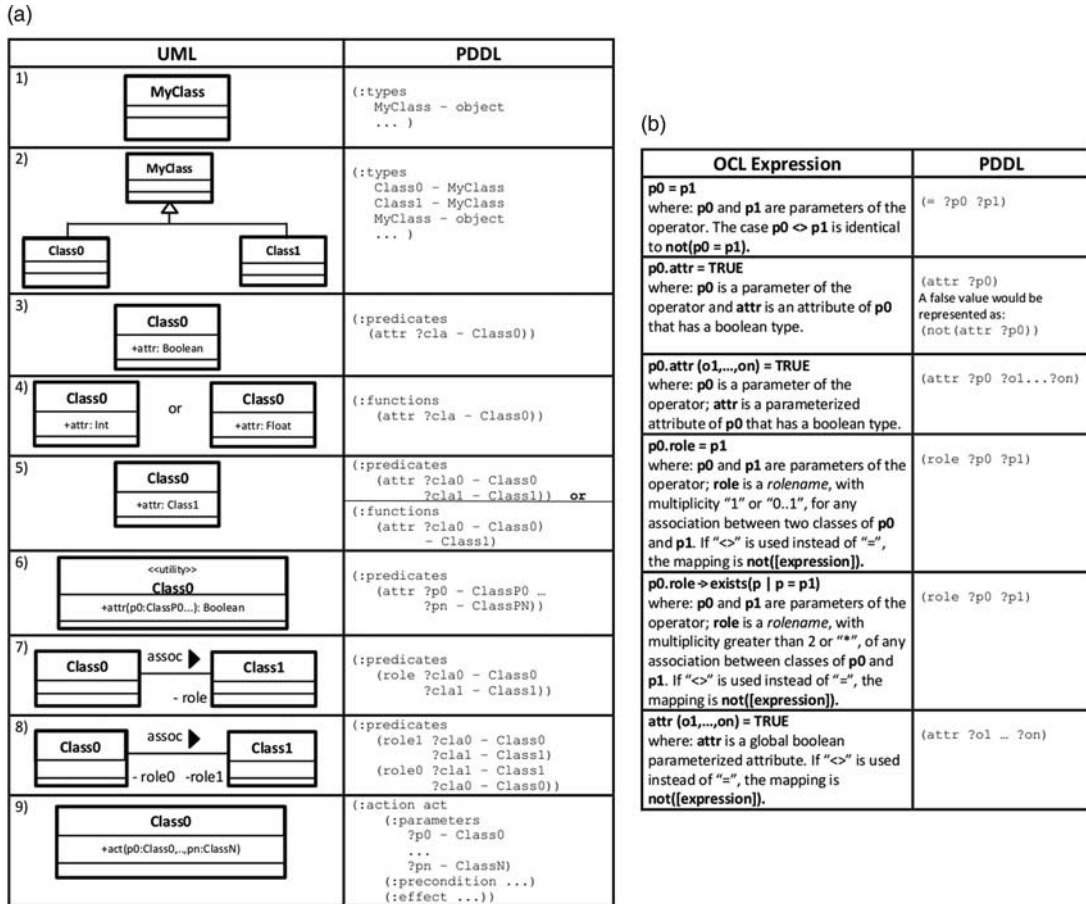 (a)
UML
PDDL
1)
MyClass
(:types
MyClass - object
... )
2)
MyClass
Class0
Class1
(:types
Class0 - MyClass
Class1 - MyClass
MyClass - object
... )
3)
Class0
+attr: Boolean
(:predicates
(attr ?cla - Class0))
4)
Class0
+attr: Int
or
Class0
+attr: Float
(:functions
(attr ?cla - Class0))
5)
Class0
+attr: Class1
(:predicates
(attr ?cla0 - Class0
?cla1 - Class1)) or
(:functions
(attr ?cla0 - Class0)
- Class1)
6)
<<utility>>
Class0
+attr(p0:ClassP0...): Boolean
(:predicates
(attr ?p0 - ClassP0 …
?pn - ClassPN))
7)
Class0
assoc
Class1
- role
(:predicates
(role ?cla0 - Class0
?cla1 - Class1))
8)
Class0
assoc
Class1
- role0 -role1
(:predicates
(role1 ?cla0 - Class0
?cla1 - Class1)
(role0 ?cla1 - Class1
?cla0 - Class0))
9)
Class0
+act(p0:Class0,..,pn:ClassN)
(:action act
(:parameters
?p0 - Class0
...
?pn - ClassN)
(:precondition ...)
(:effect ...))
(b)
OCL Expression
PDDL
p0 = p1
where: p0 and p1 are parameters of the
operator. The case p0 <> p1 is identical
to not(p0 = p1).
(= ?p0 ?p1)
p0.attr = TRUE
where: p0 is a parameter of the
operator and attr is an attribute of p0
that has a boolean type.
(attr ?p0)
A false value would be
represented as:
(not(attr ?p0))
p0.attr (o1,...,on) = TRUE
where: p0 is a parameter of the
operator; attr is a parameterized
attribute of p0 that has a boolean type.
(attr ?p0 ?o1...?on)
p0.role = p1
where: p0 and p1 are parameters of the
operator; role is a rolename, with
multiplicity “1” or “0..1”, for any
association between two classes of p0
and p1. If “<>” is used instead of “=”,
the mapping is not([expression]).
(role ?p0 ?p1)
p0.role->exists(p | p = p1)
where: p0 and p1 are parameters of the
operator; role is a rolename, with
multiplicity greater than 2 or “*”, of any
association between classes of p0 and
p1. If “<>” is used instead of “=”, the
mapping is not([expression]).
(role ?p0 ?p1)
attr (o1,...,on) = TRUE
where: attr is a global boolean
parameterized attribute. If “<>” is used
instead of “=”, the mapping is
not([expression]).
(attr ?o1 … ?on)